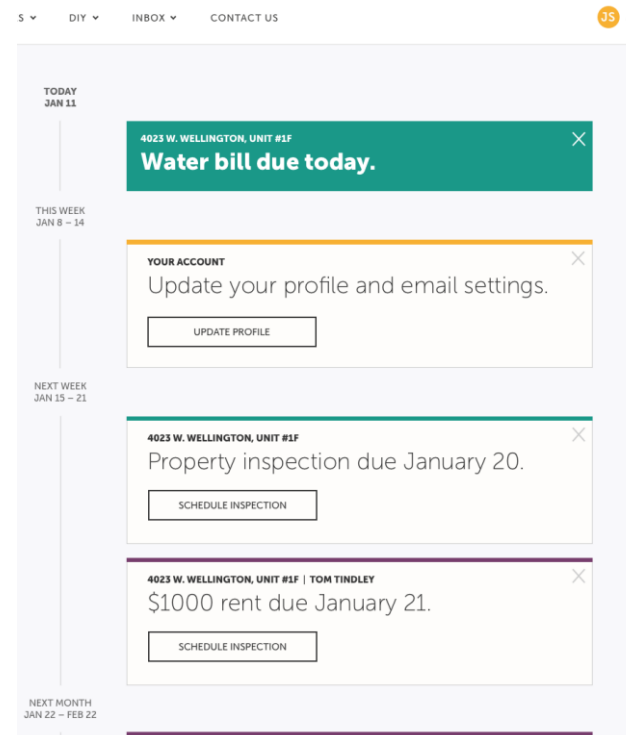 S DIY INBOX CONTACT US JS
TODAY
JAN 11
4023 W. WELLINGTON, UNIT #1F
Water bill due today.
THIS WEEK
JAN 8 – 14
YOUR ACCOUNT
Update your profile and email settings.
UPDATE PROFILE
NEXT WEEK
JAN 15 – 21
4023 W. WELLINGTON, UNIT #1F
Property inspection due January 20.
SCHEDULE INSPECTION
4023 W. WELLINGTON, UNIT #1F | TOM TINDLEY
$1000 rent due January 21.
SCHEDULE INSPECTION
NEXT MONTH
JAN 22 – FEB 22